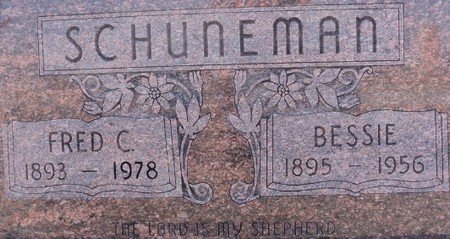 SCHUNEMAN
FRED C.
1893 – 1978
BESSIE
1895 – 1956
THE LORD IS MY SHEPHERD